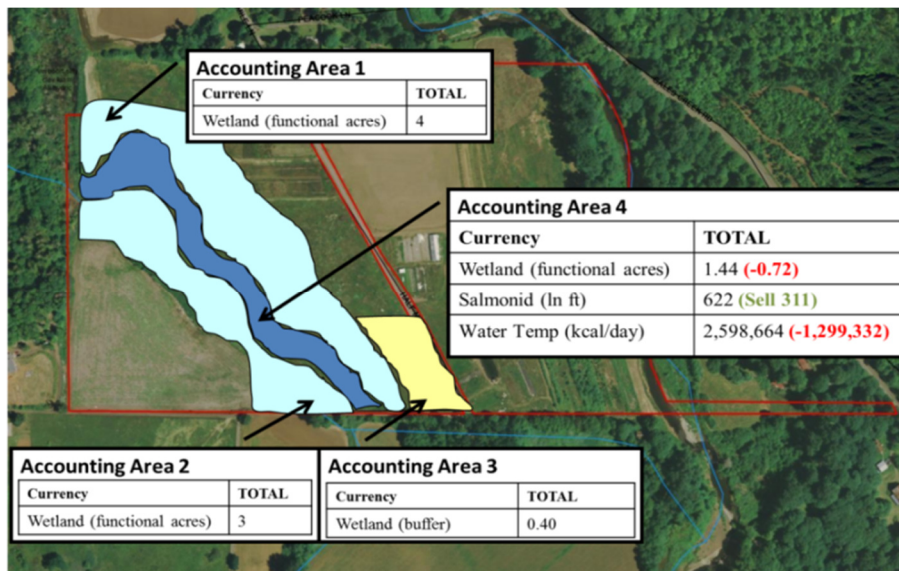 Accounting Area 1
Currency TOTAL
Wetland (functional acres) 4
Accounting Area 4
Currency TOTAL
Wetland (functional acres) 1.44 (-0.72)
Salmonid (ln ft) 622 (Sell 311)
Water Temp (kcal/day) 2,598,664 (-1,299,332)
Accounting Area 2
Currency TOTAL
Wetland (functional acres) 3
Accounting Area 3
Currency TOTAL
Wetland (buffer) 0.40